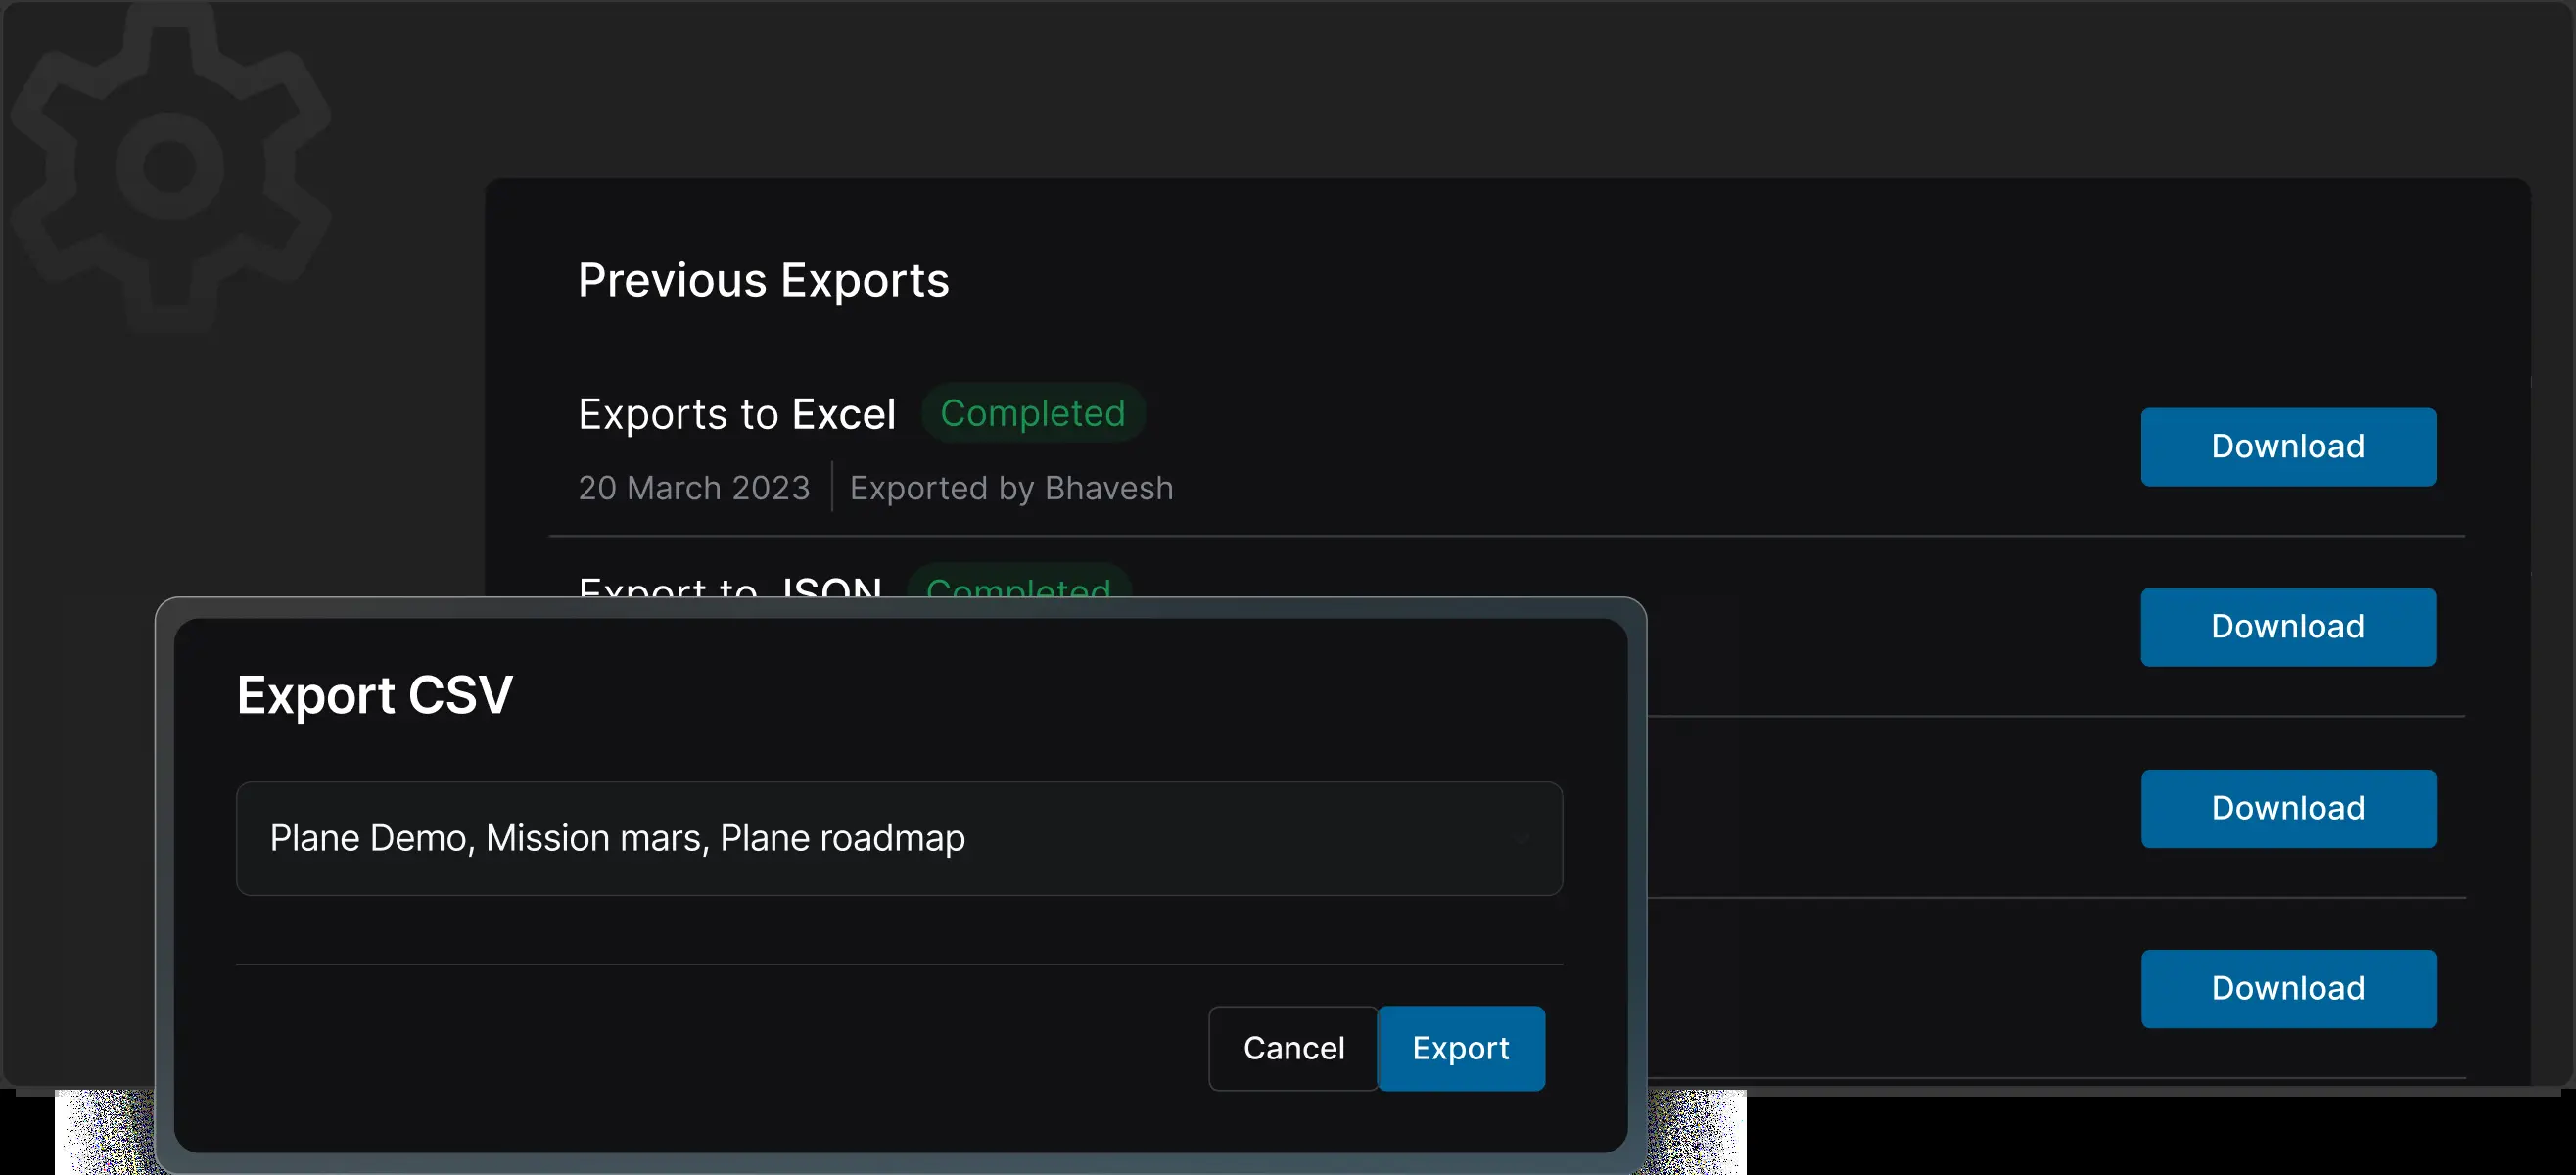 Previous Exports
Exports to Excel Completed
Download
20 March 2023 Exported by Bhavesh
Export to JSON Completed
Download
Export CSV
Download
Plane Demo, Mission mars, Plane roadmap
Download
Cancel Export